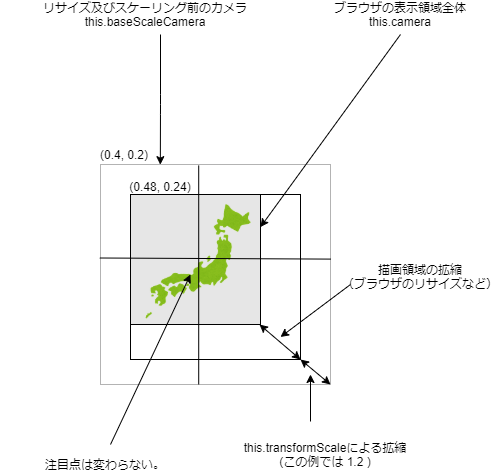 リサイズ及びスケーリング前のカメラ
this.baseScaleCamera
ブラウザの表示領域全体
this.camera
(0.4, 0.2)
(0.48, 0.24)
描画領域の拡縮
（ブラウザのリサイズなど）
注目点は変わらない。
this.transformScaleによる拡縮
(この例では 1.2 )